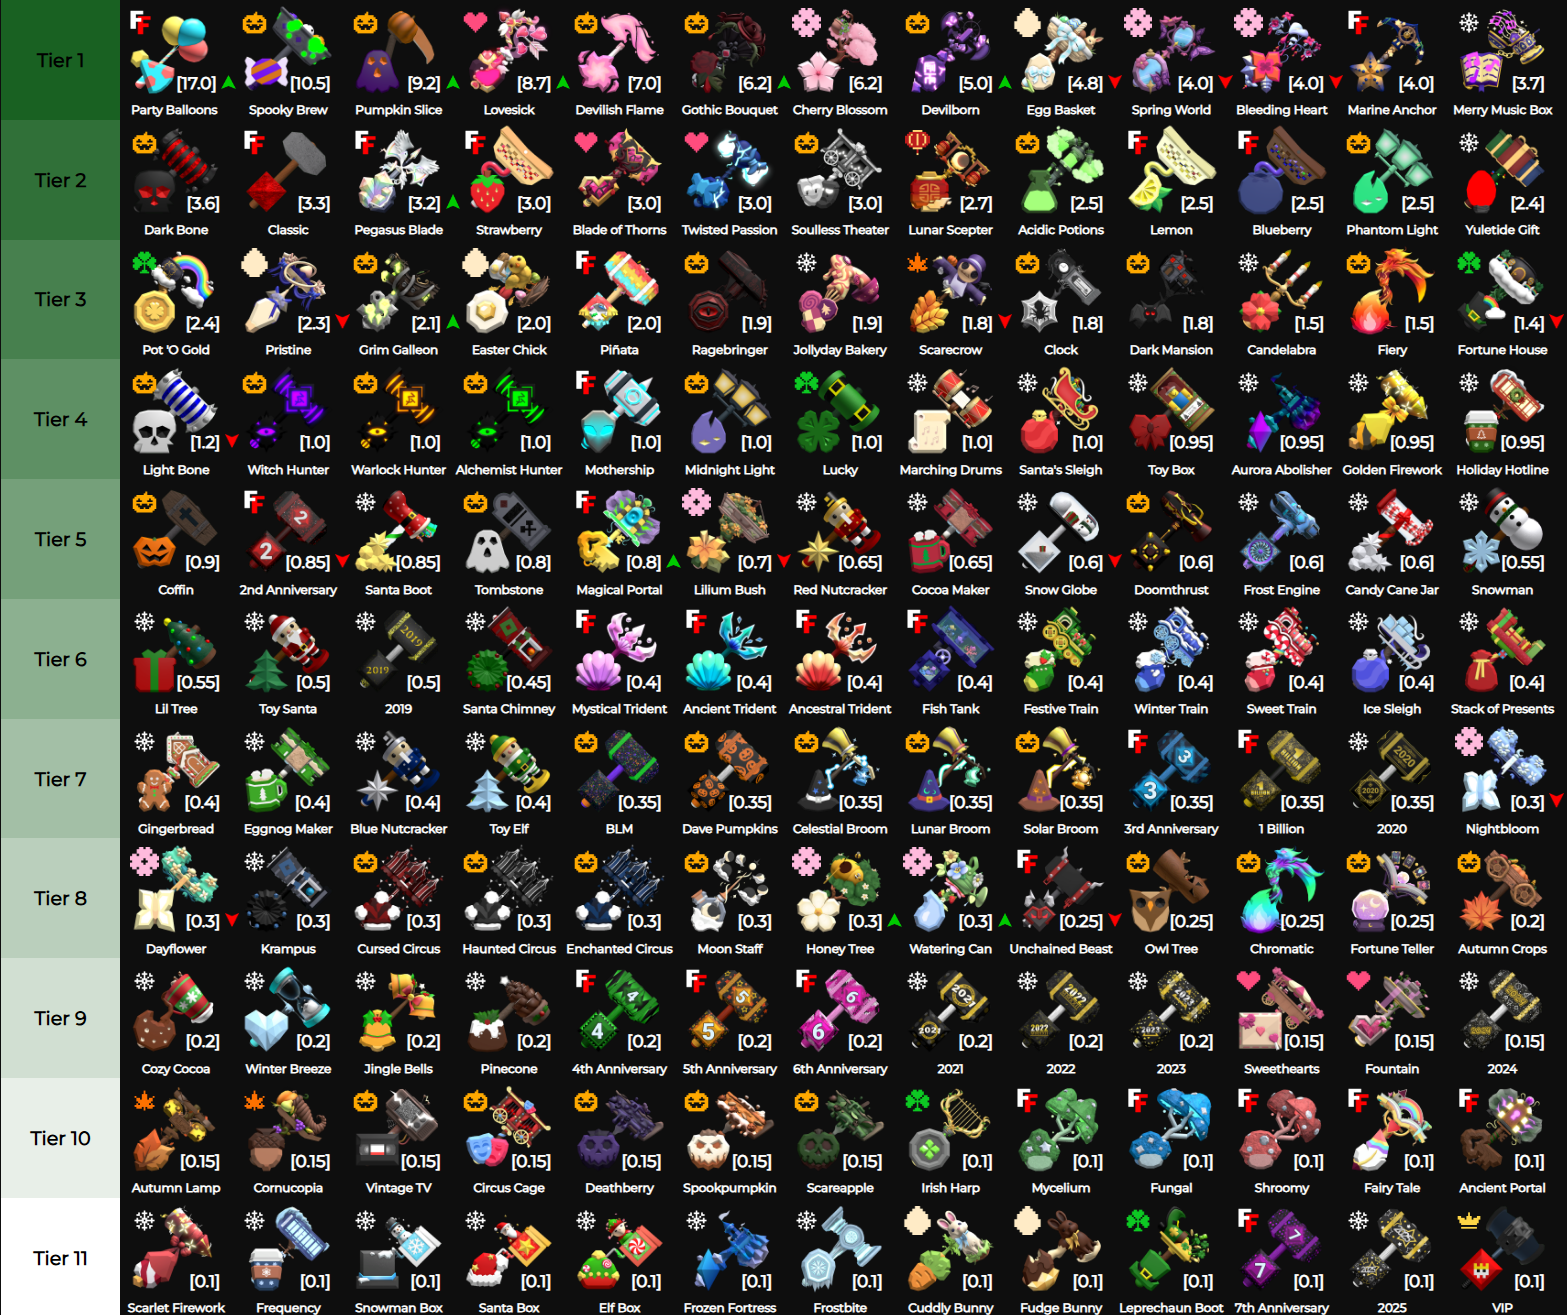 Tier 1
[17.0] [10.5] [9.2] [8.7] [7.0] [6.2] [6.2] [5.0] [4.8] [4.0] [4.0] [4.0] [3.7]
Party Balloons Spooky Brew Pumpkin Slice Lovesick Devilish Flame Gothic Bouquet Cherry Blossom Devilborn Egg Basket Spring World Bleeding Heart Marine Anchor Merry Music Box
Tier 2
[3.6] [3.3] [3.2] [3.0] [3.0] [3.0] [3.0] [2.7] [2.5] [2.5] [2.5] [2.5] [2.4]
Dark Bone Classic Pegasus Blade Strawberry Blade of Thorns Twisted Passion Soulless Theater Lunar Scepter Acidic Potions Lemon Blueberry Phantom Light Yuletide Gift
Tier 3
[2.4] [2.3] [2.1] [2.0] [2.0] [1.9] [1.9] [1.8] [1.8] [1.8] [1.5] [1.5] [1.4]
Pot 'O Gold Pristine Grim Galleon Easter Chick Piñata Ragebringer Jollyday Bakery Scarecrow Clock Dark Mansion Candelabra Fiery Fortune House
Tier 4
[1.2] [1.0] [1.0] [1.0] [1.0] [1.0] [1.0] [1.0] [1.0] [0.95] [0.95] [0.95] [0.95]
Light Bone Witch Hunter Warlock Hunter Alchemist Hunter Mothership Midnight Light Lucky Marching Drums Santa's Sleigh Toy Box Aurora Abolisher Golden Firework Holiday Hotline
Tier 5
[0.9] [0.85] [0.85] [0.8] [0.8] [0.7] [0.65] [0.65] [0.6] [0.6] [0.6] [0.6] [0.55]
Coffin 2nd Anniversary Santa Boot Tombstone Magical Portal Lilium Bush Red Nutcracker Cocoa Maker Snow Globe Doomthrust Frost Engine Candy Cane Jar Snowman
Tier 6
[0.55] [0.5] [0.5] [0.45] [0.4] [0.4] [0.4] [0.4] [0.4] [0.4] [0.4] [0.4] [0.4]
Lil Tree Toy Santa 2019 Santa Chimney Mystical Trident Ancient Trident Ancestral Trident Fish Tank Festive Train Winter Train Sweet Train Ice Sleigh Stack of Presents
Tier 7
[0.4] [0.4] [0.4] [0.4] [0.35] [0.35] [0.35] [0.35] [0.35] [0.35] [0.35] [0.35] [0.3]
Gingerbread Eggnog Maker Blue Nutcracker Toy Elf BLM Dave Pumpkins Celestial Broom Lunar Broom Solar Broom 3rd Anniversary 1 Billion 2020 Nightbloom
Tier 8
[0.3] [0.3] [0.3] [0.3] [0.3] [0.3] [0.3] [0.3] [0.25] [0.25] [0.25] [0.25] [0.2]
Dayflower Krampus Cursed Circus Haunted Circus Enchanted Circus Moon Staff Honey Tree Watering Can Unchained Beast Owl Tree Chromatic Fortune Teller Autumn Crops
Tier 9
[0.2] [0.2] [0.2] [0.2] [0.2] [0.2] [0.2] [0.2] [0.2] [0.2] [0.15] [0.15] [0.15]
Cozy Cocoa Winter Breeze Jingle Bells Pinecone 4th Anniversary 5th Anniversary 6th Anniversary 2021 2022 2023 Sweethearts Fountain 2024
Tier 10
[0.15] [0.15] [0.15] [0.15] [0.15] [0.15] [0.15] [0.1] [0.1] [0.1] [0.1] [0.1] [0.1]
Autumn Lamp Cornucopia Vintage TV Circus Cage Deathberry Spookpumpkin Scareapple Irish Harp Mycelium Fungal Shroomy Fairy Tale Ancient Portal
Tier 11
[0.1] [0.1] [0.1] [0.1] [0.1] [0.1] [0.1] [0.1] [0.1] [0.1] [0.1] [0.1] [0.1]
Scarlet Firework Frequency Snowman Box Santa Box Elf Box Frozen Fortress Frostbite Cuddly Bunny Fudge Bunny Leprechaun Boot 7th Anniversary 2025 VIP